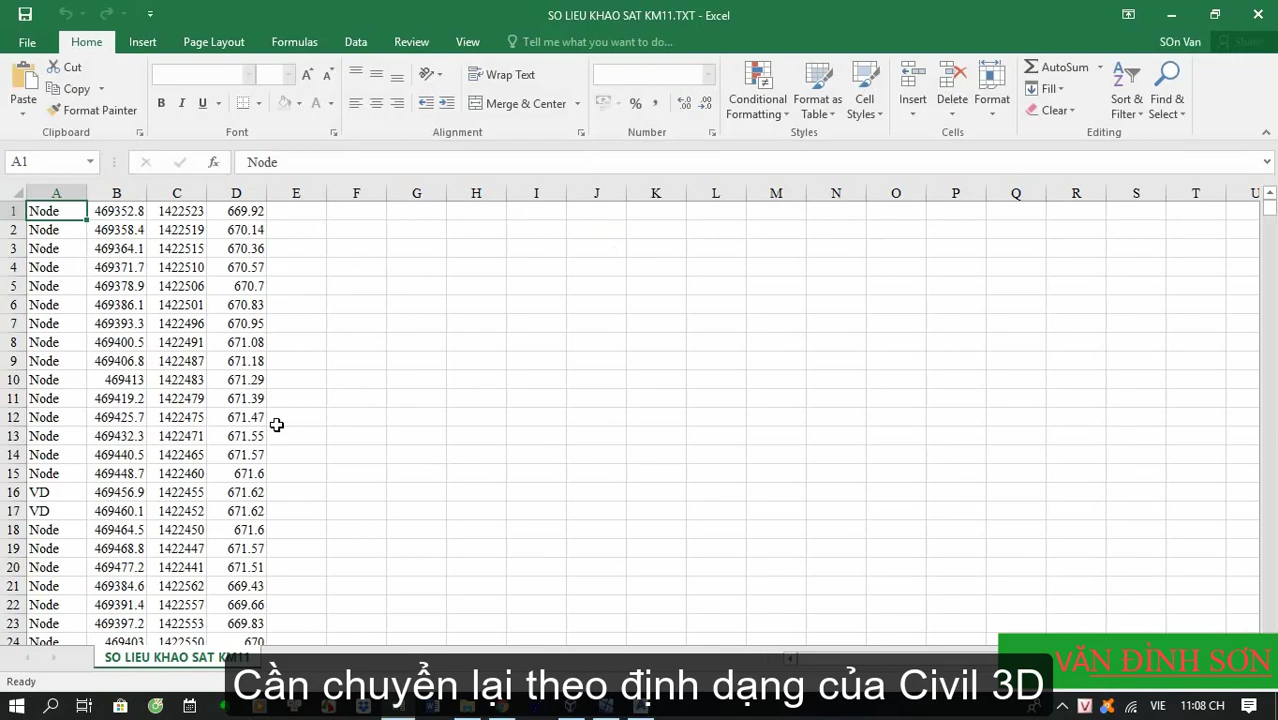 SO LIEU KHAO SAT KM11.TXT - Excel
File Home Insert Page Layout Formulas Data Review View Tell me what you want to do... SOn Van Share
Paste Cut Copy Format Painter Clipboard
B I U Font
Wrap Text Merge & Center Alignment
% , Number
Conditional Formatting Format as Table Cell Styles Styles
Insert Delete Format Cells
AutoSum Fill Clear Sort & Filter Find & Select Editing
A1 fx Node
A B C D E F G H I J K L M N O P Q R S T U
1 Node 469352.8 1422523 669.92
2 Node 469358.4 1422519 670.14
3 Node 469364.1 1422515 670.36
4 Node 469371.7 1422510 670.57
5 Node 469378.9 1422506 670.7
6 Node 469386.1 1422501 670.83
7 Node 469393.3 1422496 670.95
8 Node 469400.5 1422491 671.08
9 Node 469406.8 1422487 671.18
10 Node 469413 1422483 671.29
11 Node 469419.2 1422479 671.39
12 Node 469425.7 1422475 671.47
13 Node 469432.3 1422471 671.55
14 Node 469440.5 1422465 671.57
15 Node 469448.7 1422460 671.6
16 VD 469456.9 1422455 671.62
17 VD 469460.1 1422452 671.62
18 Node 469464.5 1422450 671.6
19 Node 469468.8 1422447 671.57
20 Node 469477.2 1422441 671.51
21 Node 469384.6 1422562 669.43
22 Node 469391.4 1422557 669.66
23 Node 469397.2 1422553 669.83
24 Node 469403 1422550 670
SO LIEU KHAO SAT KM11
VĂN ĐÌNH SƠN
Ready
Cần chuyển lại theo định dạng của Civil 3D
VIE 11:08 CH